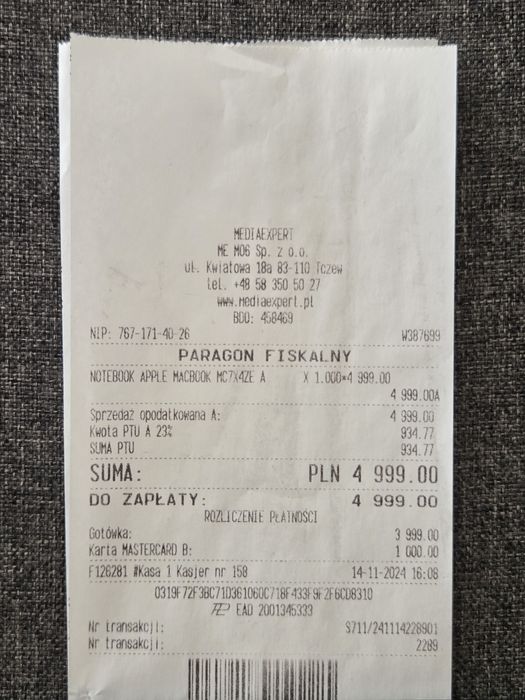 MEDIAEXPERT
ME M06 Sp. z o.o.
ul. Kwiatowa 18a 83-110 Tczew
tel. +48 58 350 50 27
www.mediaexpert.pl
BDO: 458469
NIP: 767-171-40-26 W387699
PARAGON FISKALNY
NOTEBOOK APPLE MACBOOK MC7X4ZE A X 1.000*4 999.00
4 999.00A
Sprzedaż opodatkowana A: 4 999.00
Kwota PTU A 23% 934.77
SUMA PTU 934.77
SUMA: PLN 4 999.00
DO ZAPŁATY: 4 999.00
ROZLICZENIE PŁATNOŚCI
Gotówka: 3 999.00
Karta MASTERCARD B: 1 000.00
F126281 #Kasa 1 Kasjer nr 158 14-11-2024 16:08
0319F72F3BC71D361060C718F433F9F2F6CD8310
EAD 2001345333
Nr transakcji: S711/241114228901
Nr transakcji: 2289